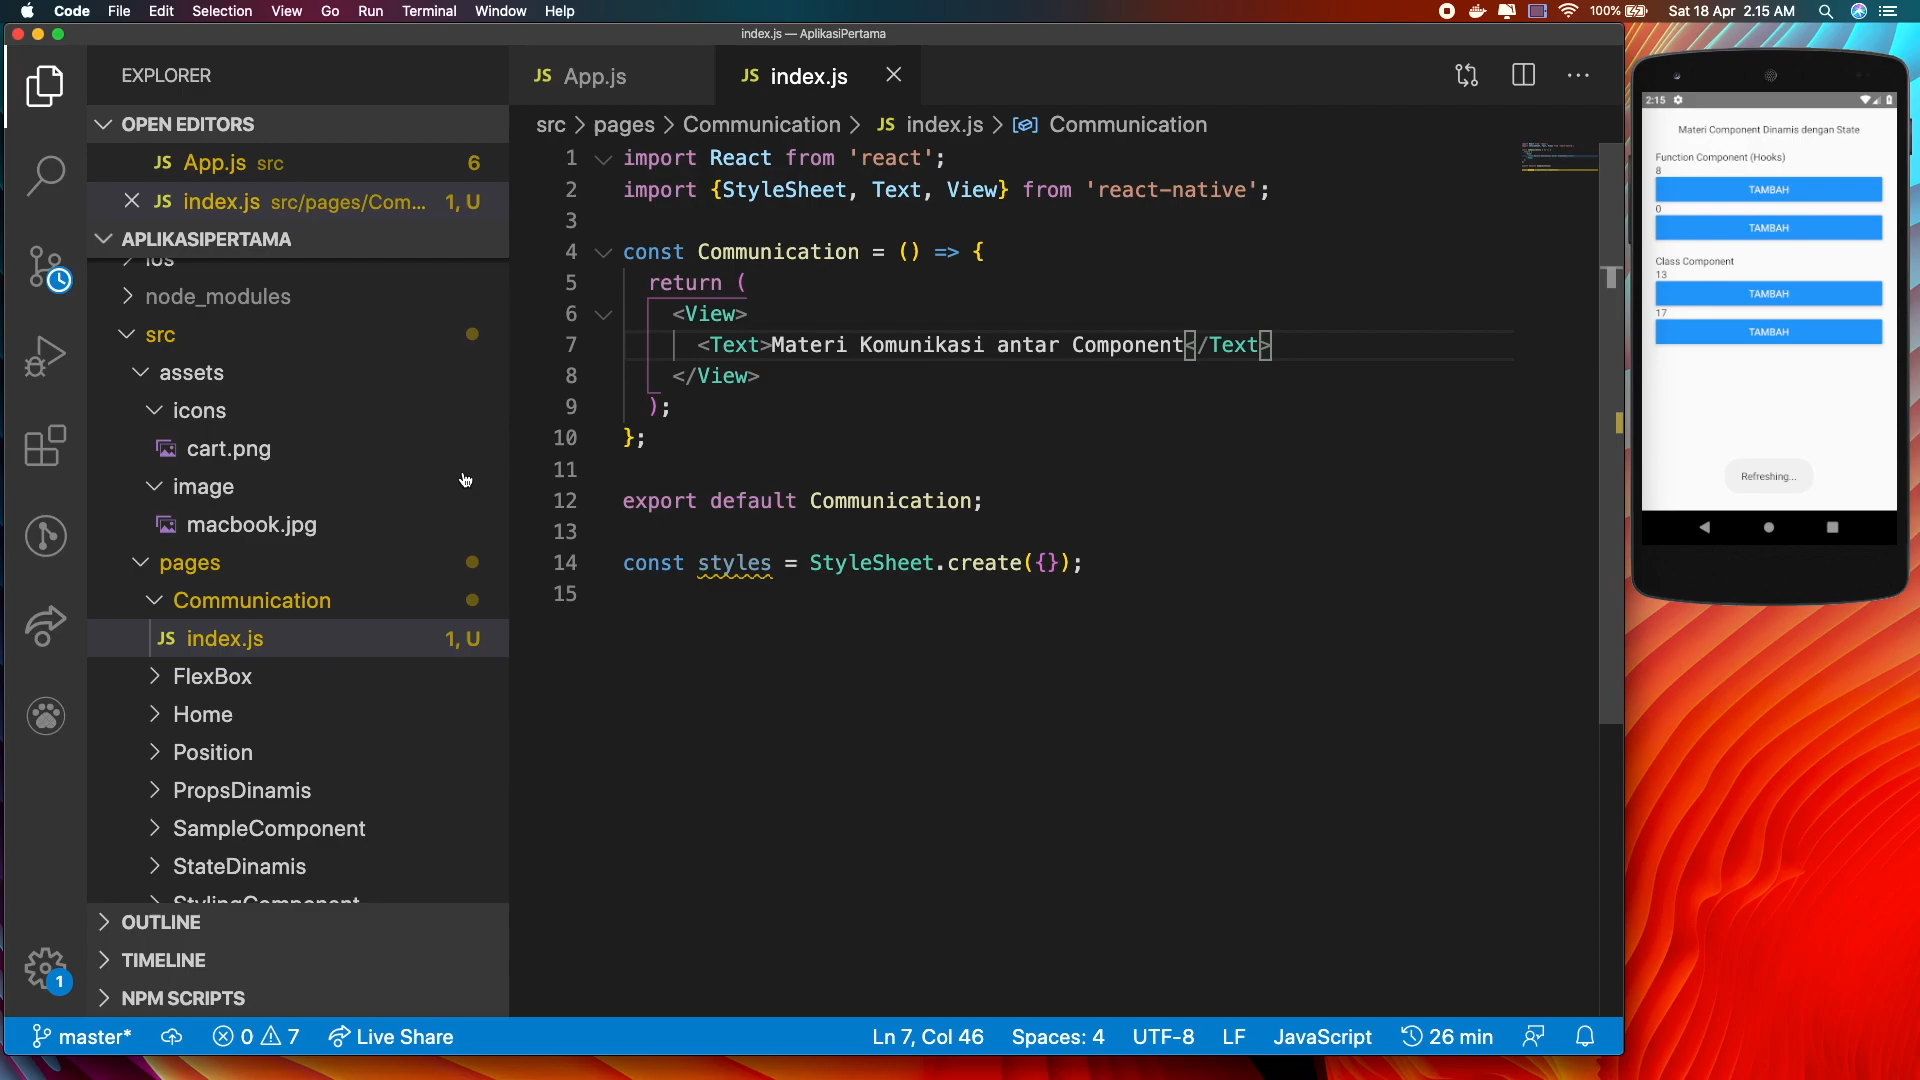 Code File Edit Selection View Go Run Terminal Window Help
100% Sat 18 Apr 2.15 AM
index.js — AplikasiPertama
EXPLORER
JS App.js
JS index.js
OPEN EDITORS
JS App.js src 6
JS index.js src/pages/Com... 1, U
APLIKASIPERTAMA
ios
node_modules
src
assets
icons
cart.png
image
macbook.jpg
pages
Communication
JS index.js 1, U
FlexBox
Home
Position
PropsDinamis
SampleComponent
StateDinamis
StylingComponent
OUTLINE
TIMELINE
NPM SCRIPTS
1
src > pages > Communication > JS index.js > Communication
1 import React from 'react';
2 import {StyleSheet, Text, View} from 'react-native';
3
4 const Communication = () => {
5 return (
6 <View>
7 <Text>Materi Komunikasi antar Component</Text>
8 </View>
9 );
10 };
11
12 export default Communication;
13
14 const styles = StyleSheet.create({});
15
master* 0 7 Live Share
Ln 7, Col 46 Spaces: 4 UTF-8 LF JavaScript 26 min
2:15
Materi Component Dinamis dengan State
Function Component (Hooks)
8
TAMBAH
0
TAMBAH
Class Component
13
TAMBAH
17
TAMBAH
Refreshing...